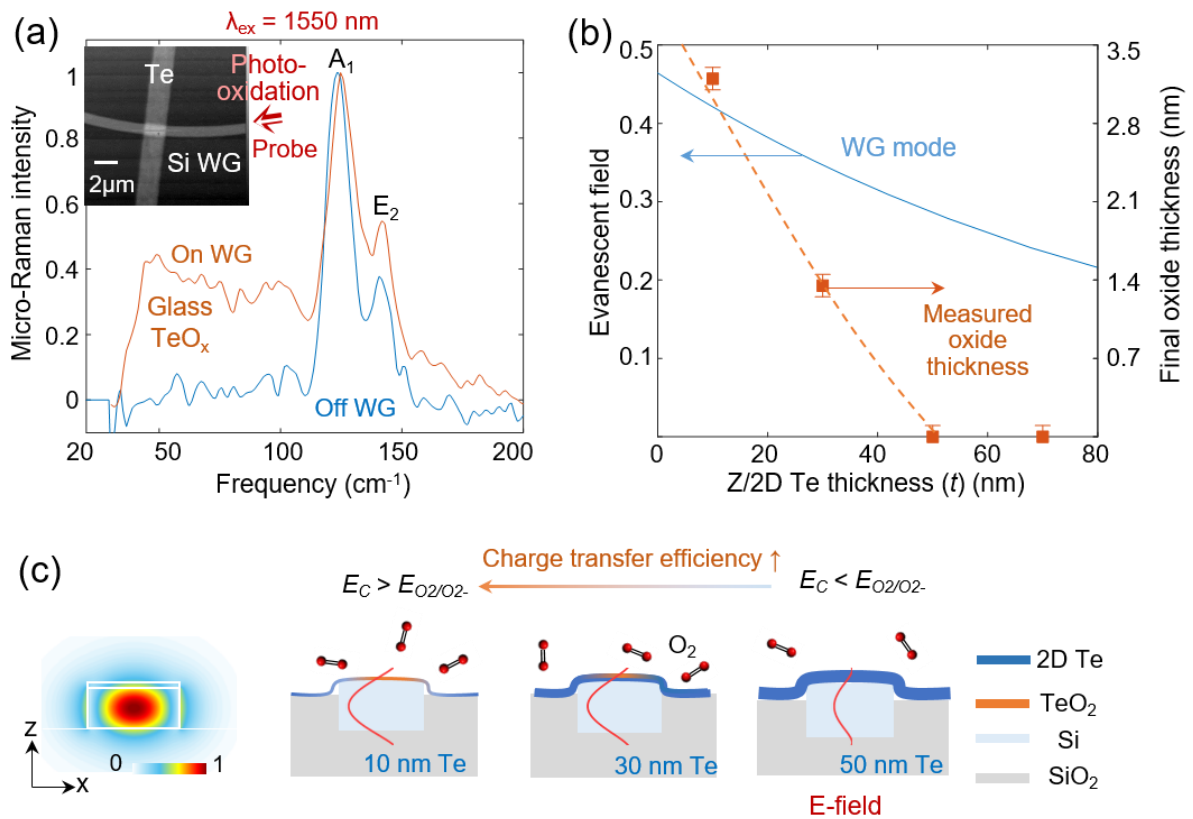 (a)
λex = 1550 nm
Micro-Raman intensity
1
0.8
0.6
0.4
0.2
0
Te
Si WG
2μm
Photo-
oxidation
Probe
A1
E2
On WG
Glass
TeOx
Off WG
20
50
100
150
200
Frequency (cm-1)
(b)
Evanescent field
0.5
0.4
0.3
0.2
0.1
WG mode
Measured
oxide
thickness
3.5
2.8
2.1
1.4
0.7
0
Final oxide thickness (nm)
0
20
40
60
80
Z/2D Te thickness (t) (nm)
(c)
Charge transfer efficiency ↑
EC > EO2/O2-
EC < EO2/O2-
O2
Z
X
0
1
10 nm Te
30 nm Te
50 nm Te
E-field
2D Te
TeO2
Si
SiO2